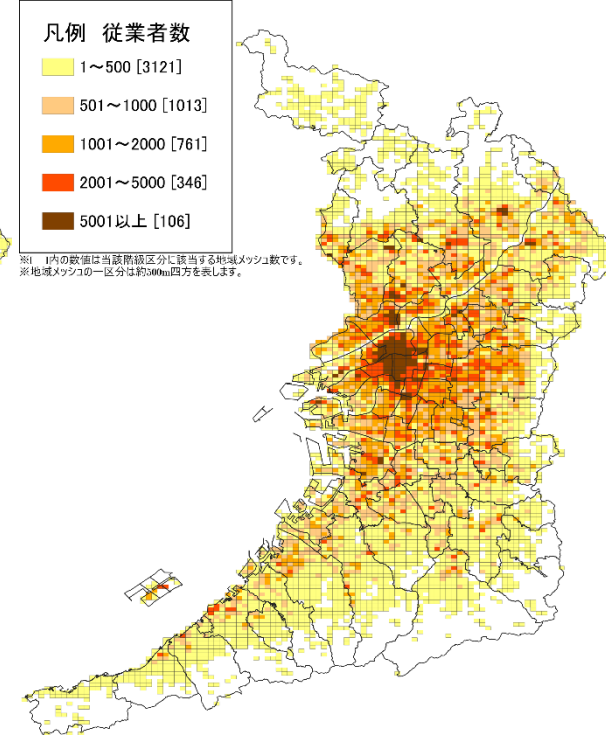 凡例 従業者数
1～500 [3121]
501～1000 [1013]
1001～2000 [761]
2001～5000 [346]
5001以上 [106]
※[ ]内の数値は当該階級区分に該当する地域メッシュ数です。
※地域メッシュの一区分は約500m四方を表します。